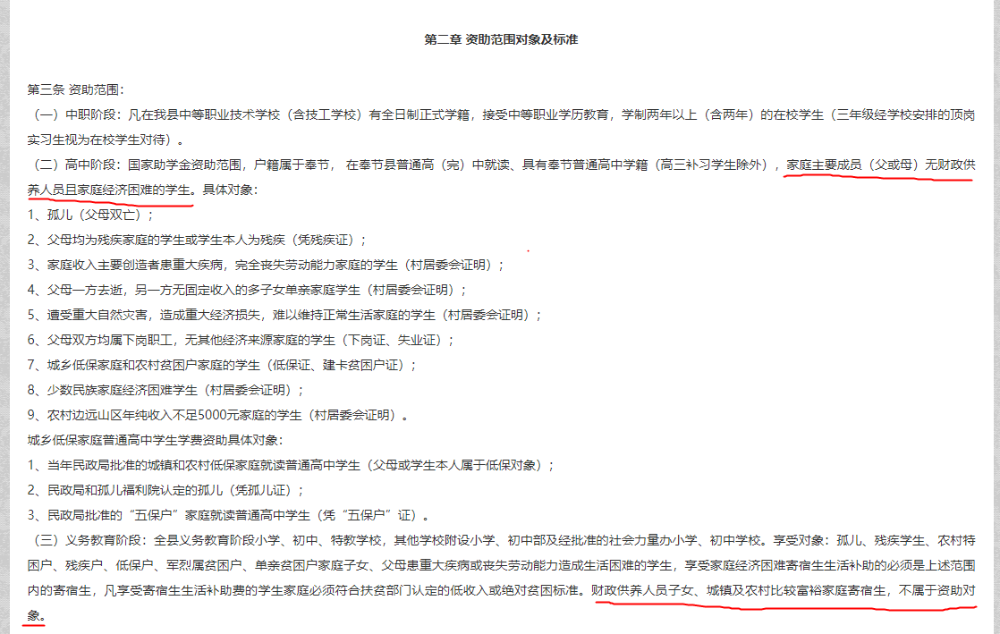 第二章 资助范围对象及标准
第三条 资助范围：
（一）中职阶段：凡在我县中等职业技术学校（含技工学校）有全日制正式学籍，接受中等职业学历教育，学制两年以上（含两年）的在校学生（三年级经学校安排的顶岗
实习生视为在校学生对待）。
（二）高中阶段：国家助学金资助范围，户籍属于奉节， 在奉节县普通高（完）中就读、具有奉节普通高中学籍（高三补习学生除外），家庭主要成员（父或母）无财政供
养人员且家庭经济困难的学生。具体对象：
1、孤儿（父母双亡）；
2、父母均为残疾家庭的学生或学生本人为残疾（凭残疾证）；
3、家庭收入主要创造者患重大疾病，完全丧失劳动能力家庭的学生（村居委会证明）；
4、父母一方去逝，另一方无固定收入的多子女单亲家庭学生（村居委会证明）；
5、遭受重大自然灾害，造成重大经济损失，难以维持正常生活家庭的学生（村居委会证明）；
6、父母双方均属下岗职工，无其他经济来源家庭的学生（下岗证、失业证）；
7、城乡低保家庭和农村贫困户家庭的学生（低保证、建卡贫困户证）；
8、少数民族家庭经济困难学生（村居委会证明）；
9、农村边远山区年纯收入不足5000元家庭的学生（村居委会证明）。
城乡低保家庭普通高中学生学费资助具体对象：
1、当年民政局批准的城镇和农村低保家庭就读普通高中学生（父母或学生本人属于低保对象）；
2、民政局和孤儿福利院认定的孤儿（凭孤儿证）；
3、民政局批准的“五保户”家庭就读普通高中学生（凭“五保户”证）。
（三）义务教育阶段：全县义务教育阶段小学、初中、特教学校，其他学校附设小学、初中部及经批准的社会力量办小学、初中学校。享受对象：孤儿、残疾学生、农村特
困户、残疾户、低保户、军烈属贫困户、单亲贫困户家庭子女、父母患重大疾病或丧失劳动能力造成生活困难的学生，享受家庭经济困难寄宿生生活补助的必须是上述范围
内的寄宿生，凡享受寄宿生生活补助费的学生家庭必须符合扶贫部门认定的低收入或绝对贫困标准。财政供养人员子女、城镇及农村比较富裕家庭寄宿生，不属于资助对
象。